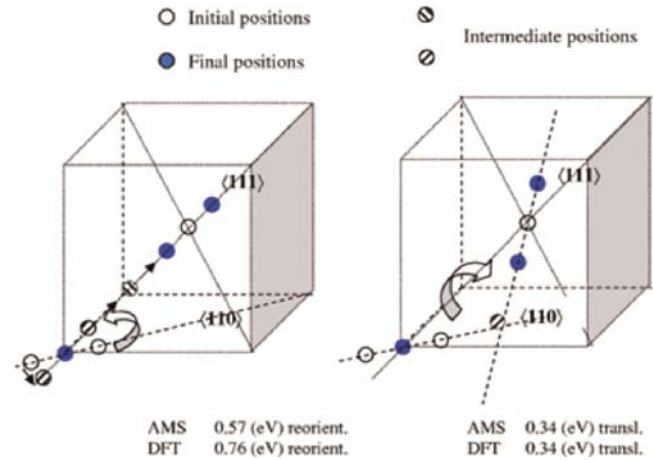 Initial positions
Final positions
Intermediate positions
⟨111⟩
⟨110⟩
⟨111⟩
⟨110⟩
AMS 0.57 (eV) reorient.
DFT 0.76 (eV) reorient.
AMS 0.34 (eV) transl.
DFT 0.34 (eV) transl.